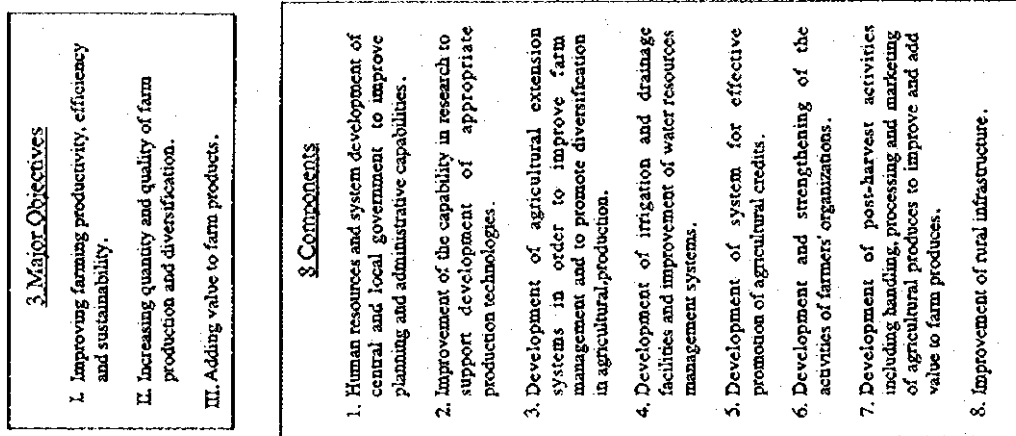 3 Major Objectives
I. Improving farming productivity, efficiency
and sustainability.
II. Increasing quantity and quality of farm
production and diversification.
III. Adding value to farm products.
8 Components
1. Human resources and system development of
central and local government to improve
planning and administrative capabilities.
2. Improvement of the capability in research to
support development of appropriate
production technologies.
3. Development of agricultural extension
systems in order to improve farm
management and to promote diversification
in agricultural production.
4. Development of irrigation and drainage
facilities and improvement of water resources
management systems.
5. Development of system for effective
promotion of agricultural credits.
6. Development and strengthening of the
activities of farmers' organizations.
7. Development of post-harvest activities
including handling, processing and marketing
of agricultural produces to improve and add
value to farm produces.
8. Improvement of rural infrastructure.